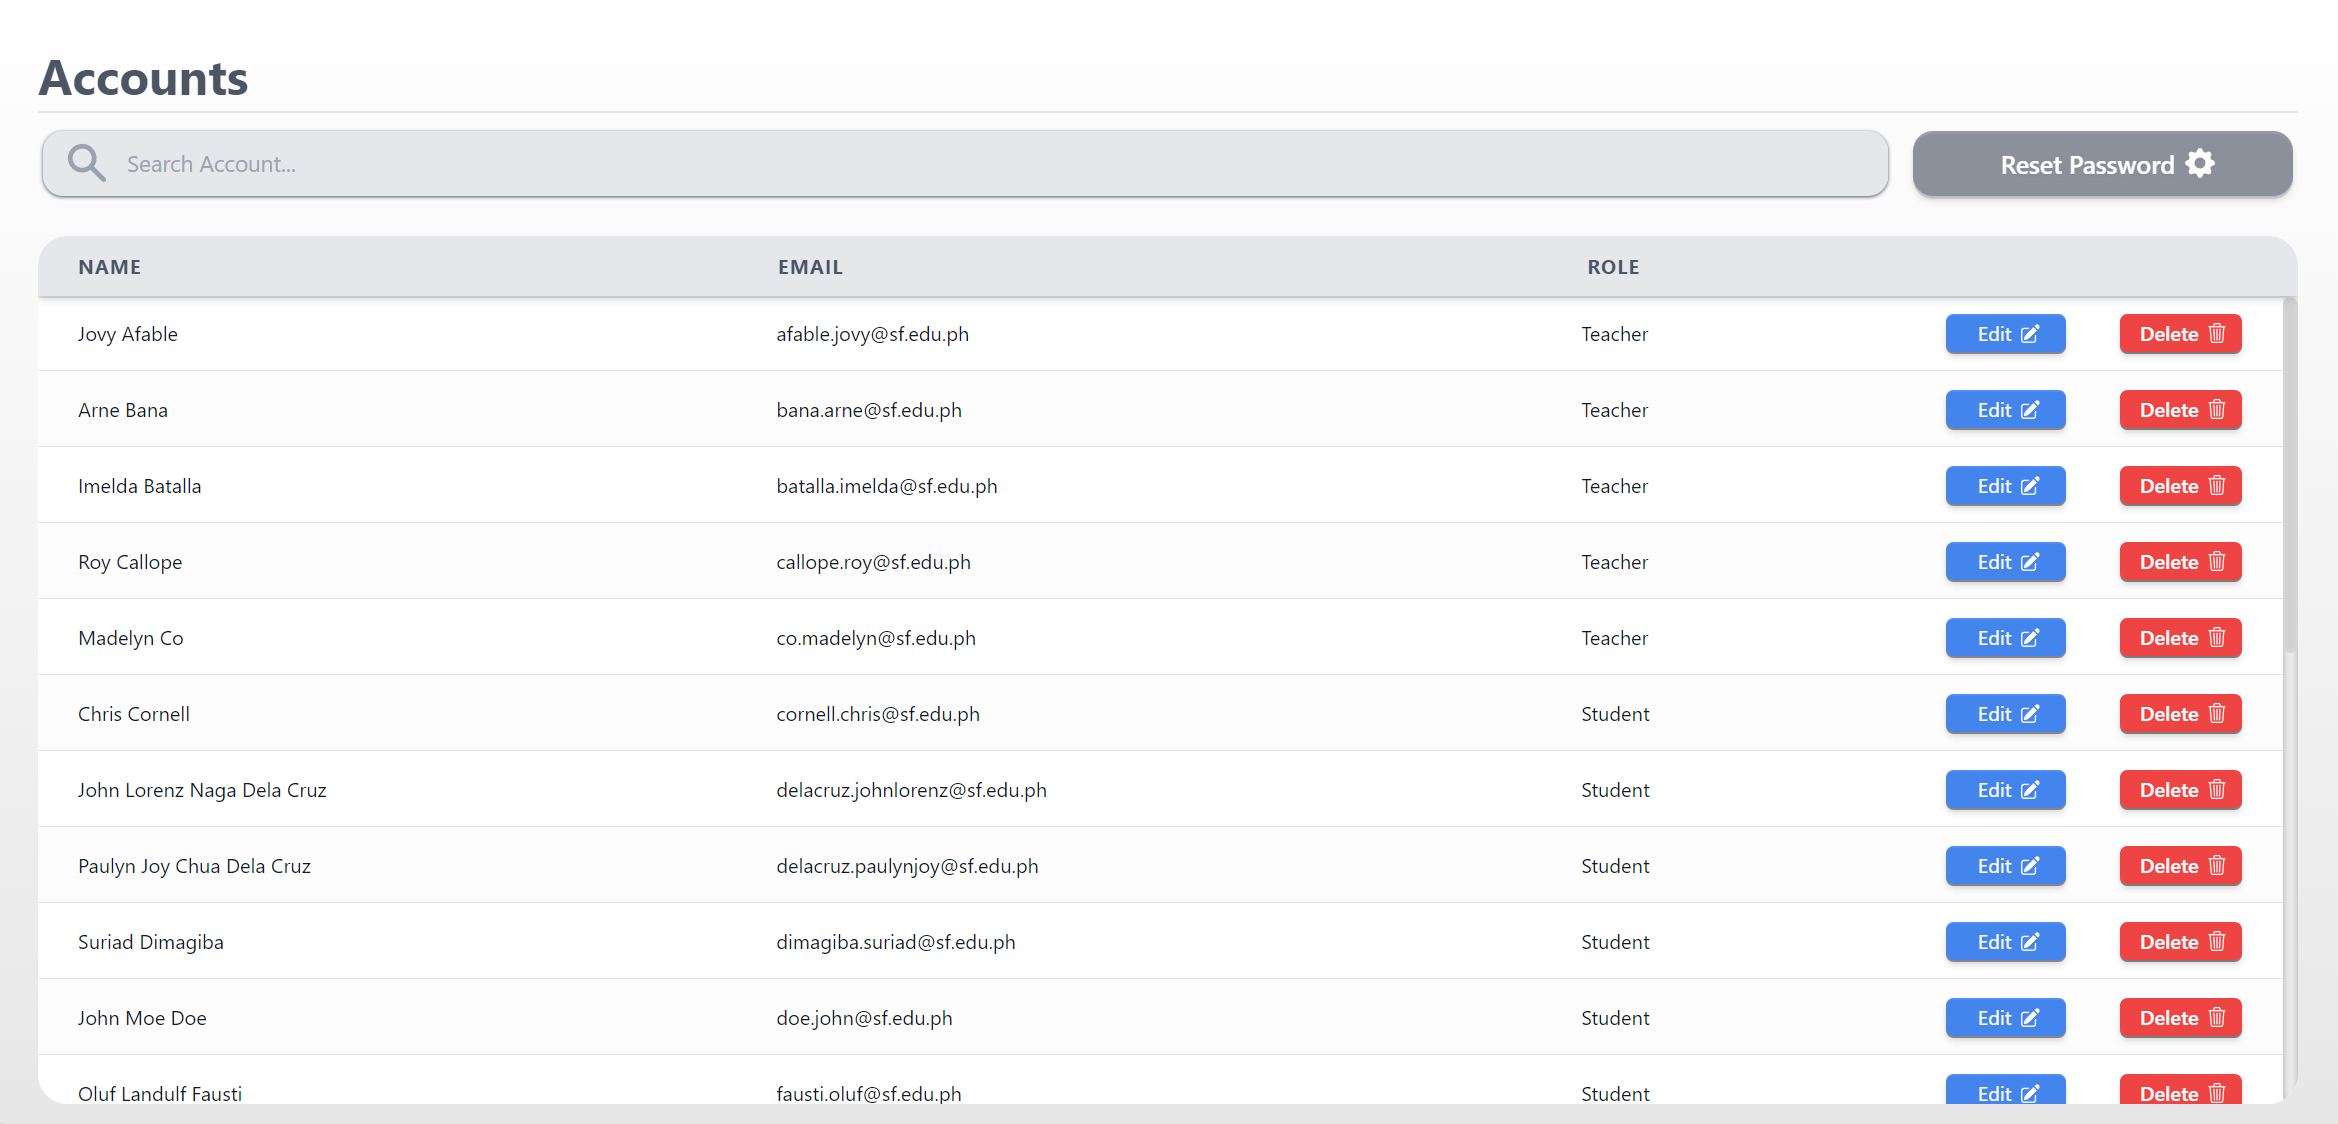 Accounts
Search Account...
Reset Password
NAME EMAIL ROLE
Jovy Afable afable.jovy@sf.edu.ph Teacher Edit Delete
Arne Bana bana.arne@sf.edu.ph Teacher Edit Delete
Imelda Batalla batalla.imelda@sf.edu.ph Teacher Edit Delete
Roy Callope callope.roy@sf.edu.ph Teacher Edit Delete
Madelyn Co co.madelyn@sf.edu.ph Teacher Edit Delete
Chris Cornell cornell.chris@sf.edu.ph Student Edit Delete
John Lorenz Naga Dela Cruz delacruz.johnlorenz@sf.edu.ph Student Edit Delete
Paulyn Joy Chua Dela Cruz delacruz.paulynjoy@sf.edu.ph Student Edit Delete
Suriad Dimagiba dimagiba.suriad@sf.edu.ph Student Edit Delete
John Moe Doe doe.john@sf.edu.ph Student Edit Delete
Oluf Landulf Fausti fausti.oluf@sf.edu.ph Student Edit Delete